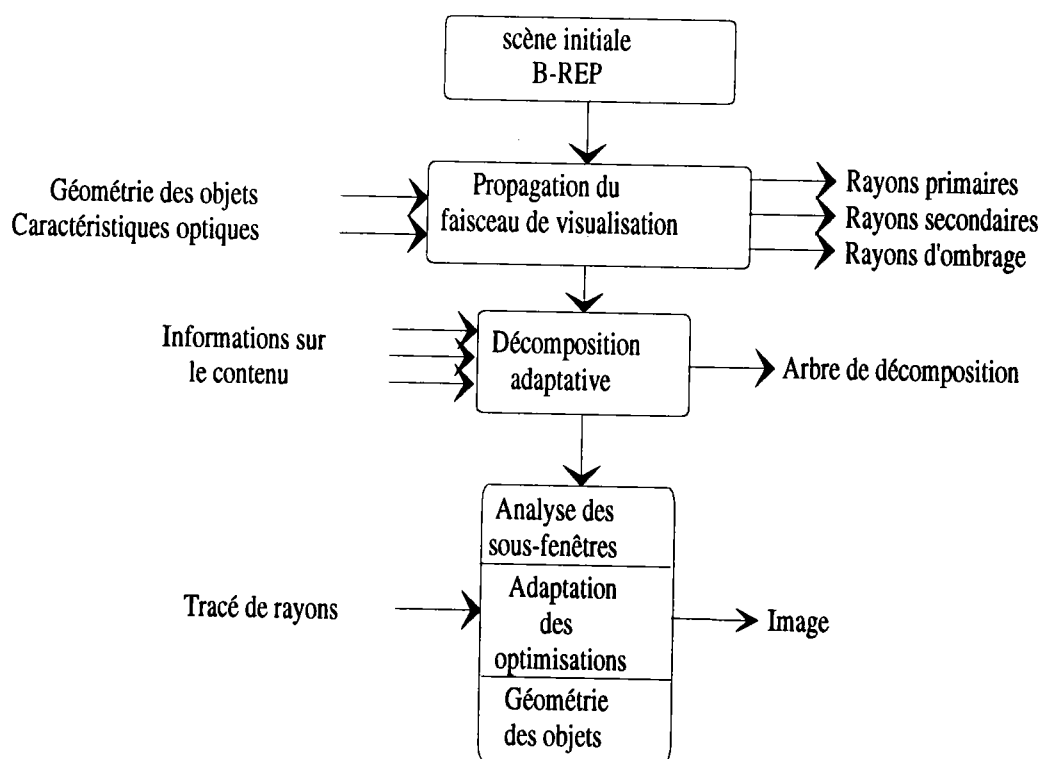 scène initiale
B-REP
Géométrie des objets
Caractéristiques optiques
Propagation du
faisceau de visualisation
Rayons primaires
Rayons secondaires
Rayons d'ombrage
Informations sur
le contenu
Décomposition
adaptative
Arbre de décomposition
Tracé de rayons
Analyse des
sous-fenêtres
Adaptation
des
optimisations
Géométrie
des objets
Image